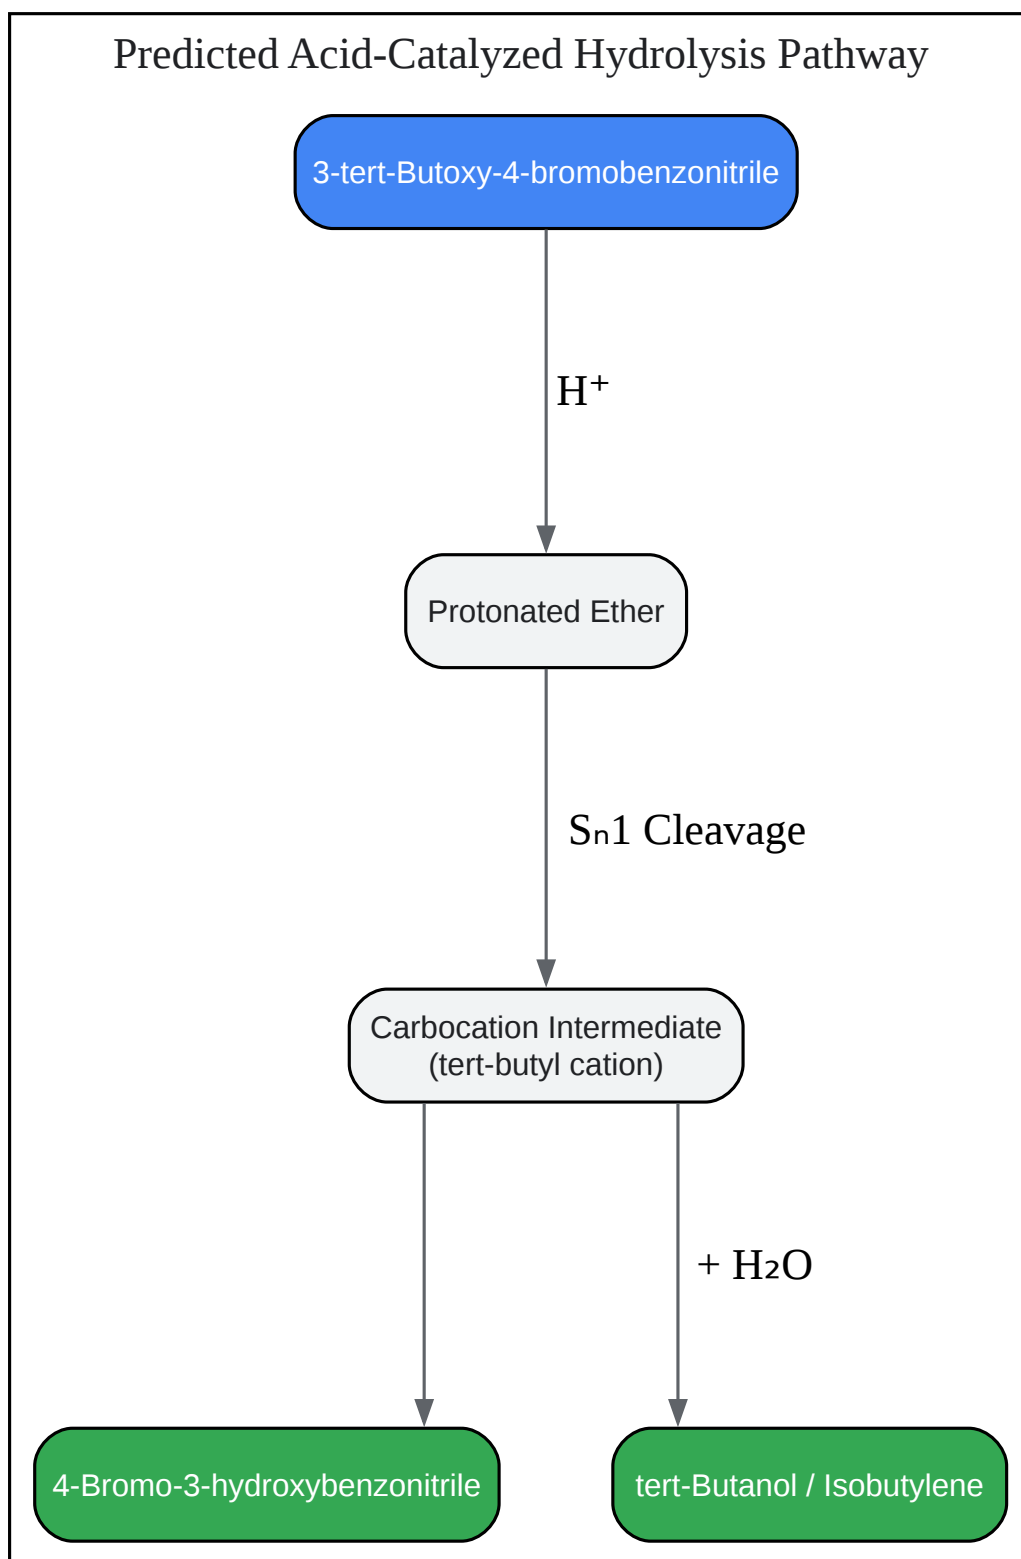 Predicted Acid-Catalyzed Hydrolysis Pathway
3-tert-Butoxy-4-bromobenzonitrile
H⁺
Protonated Ether
Sₙ1 Cleavage
Carbocation Intermediate
(tert-butyl cation)
+ H₂O
4-Bromo-3-hydroxybenzonitrile
tert-Butanol / Isobutylene